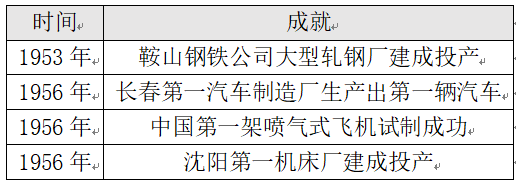 时间 成就
1953 年 鞍山钢铁公司大型轧钢厂建成投产
1956 年 长春第一汽车制造厂生产出第一辆汽车
1956 年 中国第一架喷气式飞机试制成功
1956 年 沈阳第一机床厂建成投产